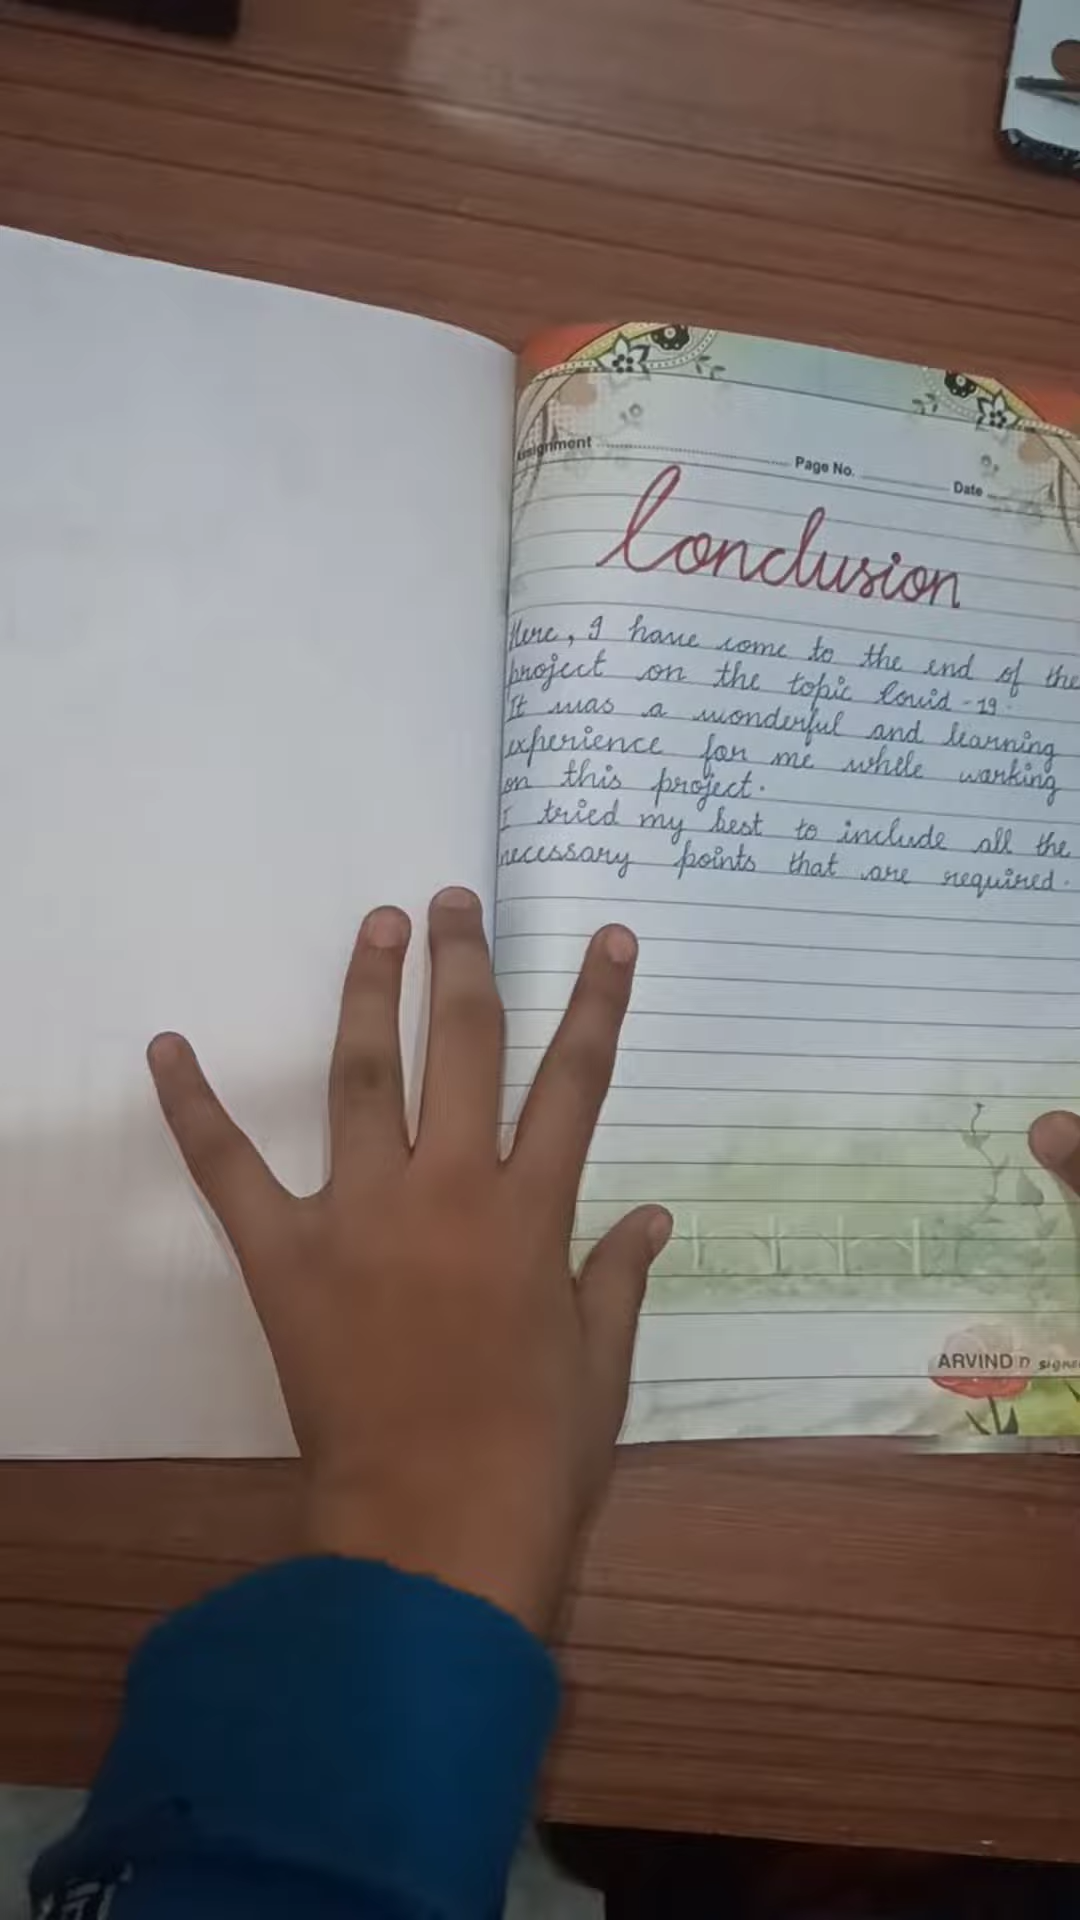 Assignment
Page No.
Date
Conclusion
Here, I have come to the end of the
project on the topic Covid-19.
It was a wonderful and learning
experience for me while working
on this project.
I tried my best to include all the
necessary points that are required.
ARVIND